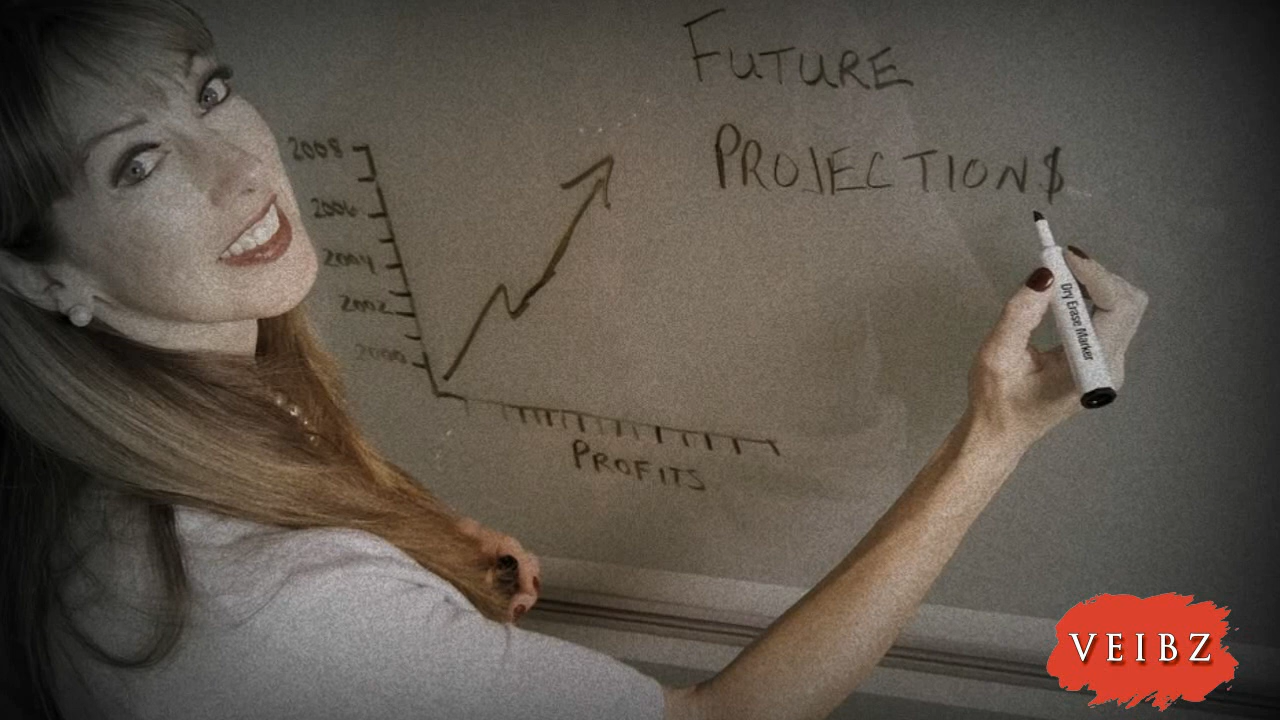 FUTURE
PROJECTION$
2008
2006
2004
2002
2000
PROFITS
Dry Erase Marker
VEIBZ